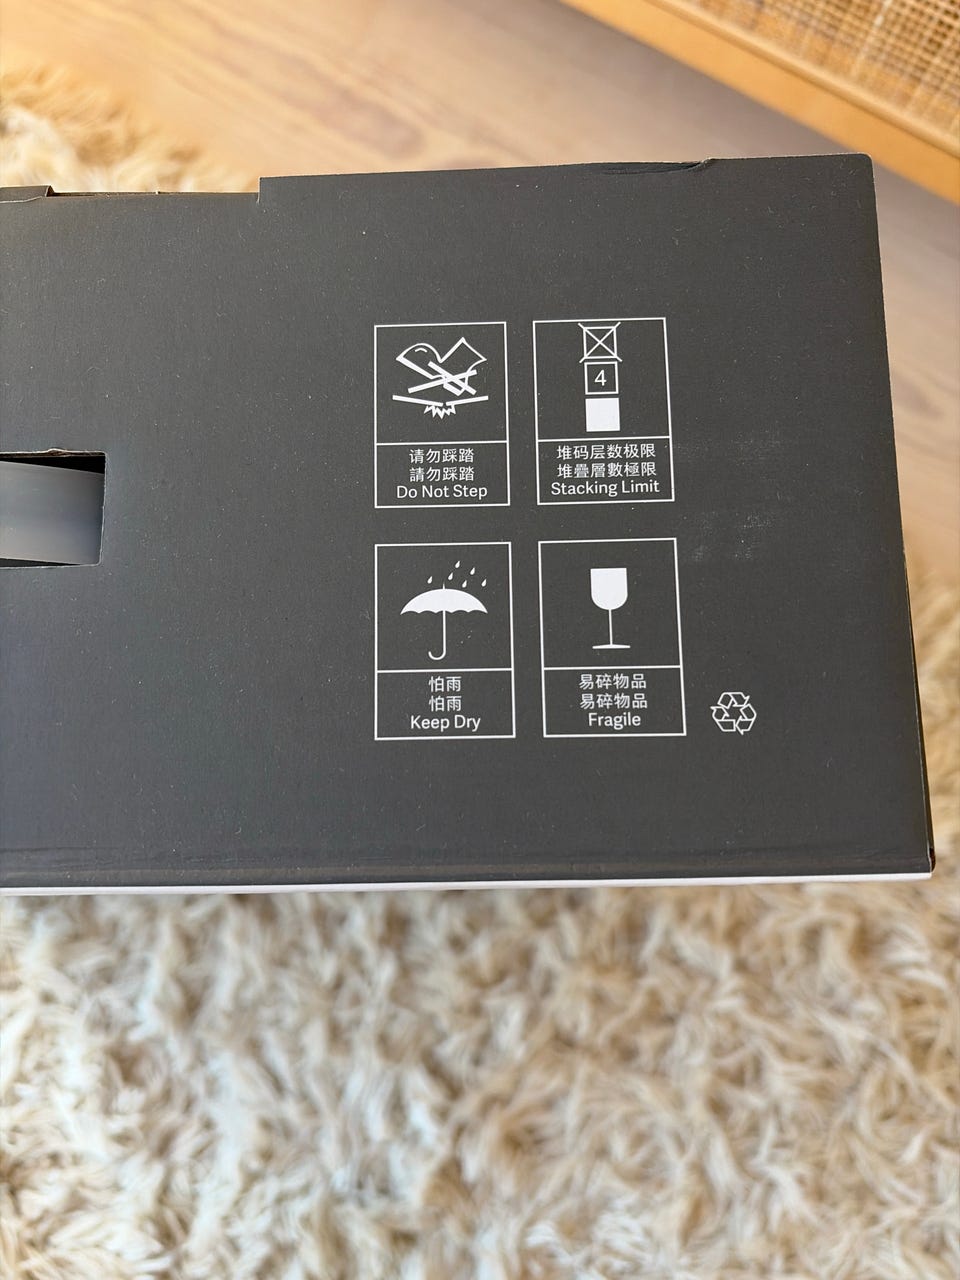 请勿踩踏
請勿踩踏
Do Not Step
4
堆码层数极限
堆疊層數極限
Stacking Limit
怕雨
怕雨
Keep Dry
易碎物品
易碎物品
Fragile